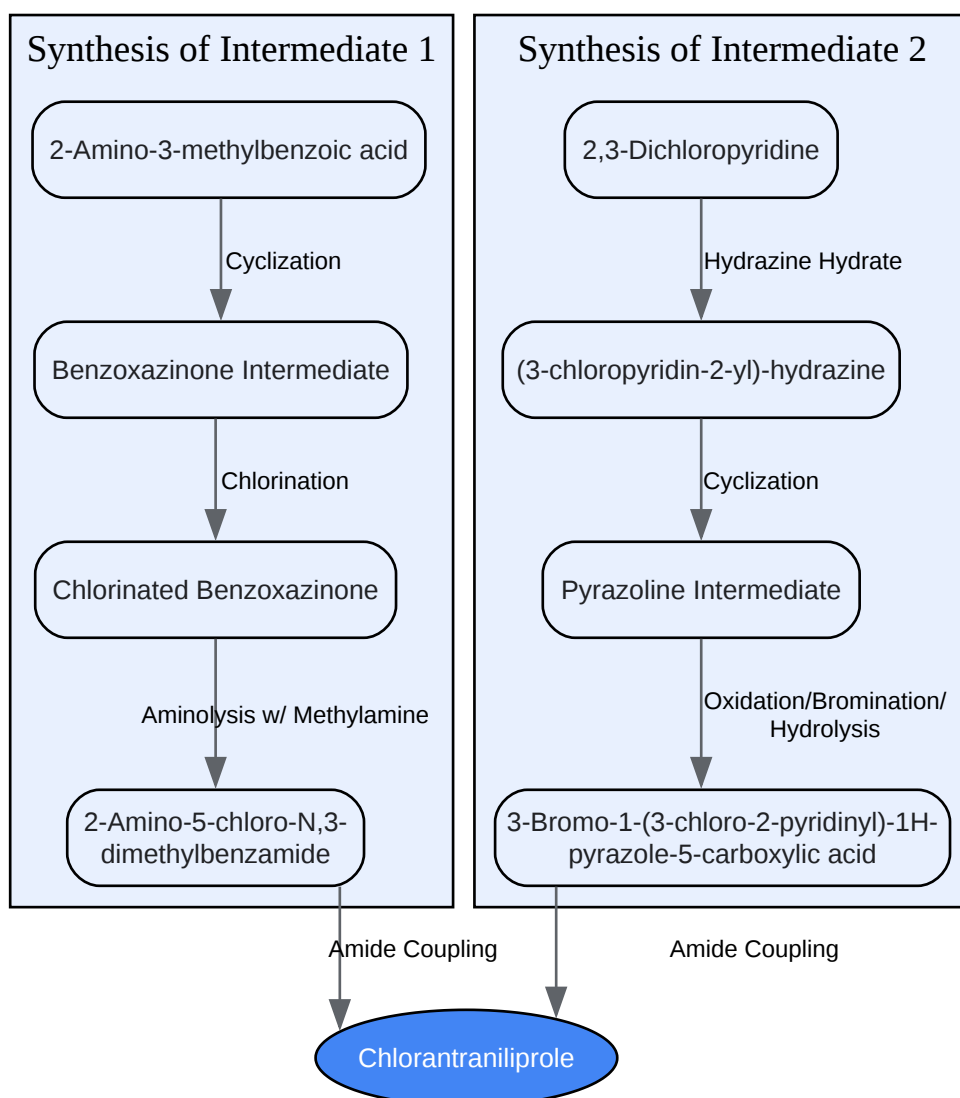 Synthesis of Intermediate 1
2-Amino-3-methylbenzoic acid
Cyclization
Benzoxazinone Intermediate
Chlorination
Chlorinated Benzoxazinone
Aminolysis w/ Methylamine
2-Amino-5-chloro-N,3-
dimethylbenzamide
Amide Coupling
Synthesis of Intermediate 2
2,3-Dichloropyridine
Hydrazine Hydrate
(3-chloropyridin-2-yl)-hydrazine
Cyclization
Pyrazoline Intermediate
Oxidation/Bromination/
Hydrolysis
3-Bromo-1-(3-chloro-2-pyridinyl)-1H-
pyrazole-5-carboxylic acid
Amide Coupling
Chlorantraniliprole